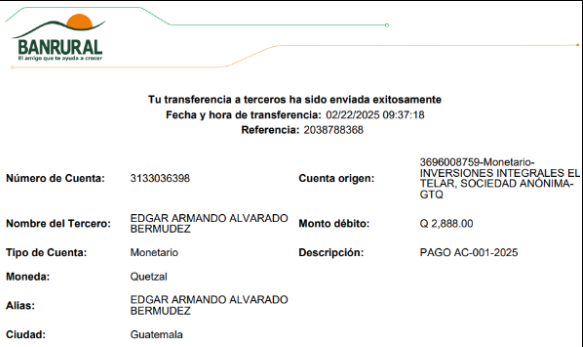 BANRURAL
El amigo que te ayuda a crecer
Tu transferencia a terceros ha sido enviada exitosamente
Fecha y hora de transferencia: 02/22/2025 09:37:18
Referencia: 2038788368
Número de Cuenta: 3133036398
Cuenta origen: 3696008759-Monetario-
INVERSIONES INTEGRALES EL
TELAR, SOCIEDAD ANÓNIMA-
GTQ
Nombre del Tercero: EDGAR ARMANDO ALVARADO
BERMUDEZ
Monto débito: Q 2,888.00
Tipo de Cuenta: Monetario
Descripción: PAGO AC-001-2025
Moneda: Quetzal
Alias: EDGAR ARMANDO ALVARADO
BERMUDEZ
Ciudad: Guatemala